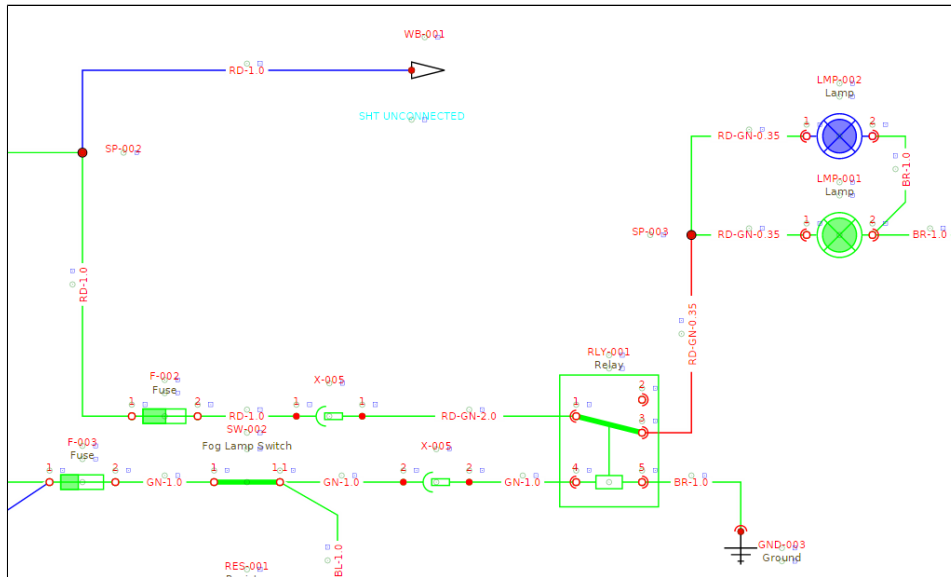 WB-001
RD-1.0
SHT UNCONNECTED
LMP-002
Lamp
1
2
RD-GN-0.35
BR-1.0
SP-002
LMP-001
Lamp
1
2
SP-003
RD-GN-0.35
BR-1.0
RD-1.0
RD-GN-0.35
RLY-001
Relay
F-002
Fuse
X-005
2
1
2
1
1
1
3
RD-1.0
RD-GN-2.0
SW-002
Fog Lamp Switch
F-003
Fuse
X-005
1
2
1
1.1
2
2
4
5
GN-1.0
GN-1.0
GN-1.0
BR-1.0
BL-1.0
GND-003
Ground
RES-001